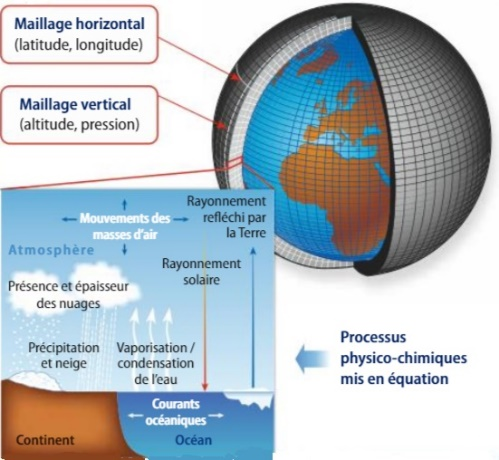 Maillage horizontal
(latitude, longitude)
Maillage vertical
(altitude, pression)
Rayonnement
réfléchi par
la Terre
Mouvements des
masses d'air
Atmosphère
Rayonnement
solaire
Présence et épaisseur
des nuages
Précipitation
et neige
Vaporisation /
condensation
de l'eau
Processus
physico-chimiques
mis en équation
Courants
océaniques
Continent
Océan